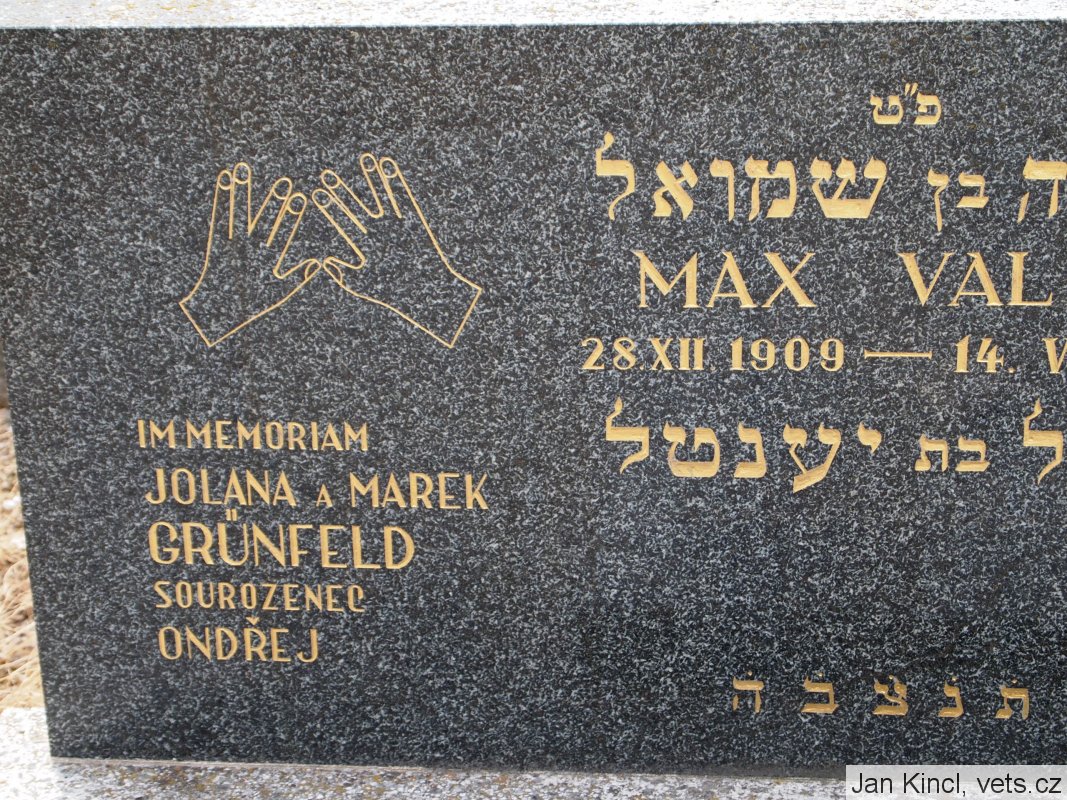 IM MEMORIAM
JOLANA A MAREK
GRÜNFELD
SOUROZENEC
ONDŘEJ
פ"ט
ה בן שמואל
MAX VAL
28.XII 1909 — 14. V
ל בת יענטל
ת נ צ ב ה
Jan Kincl, vets.cz